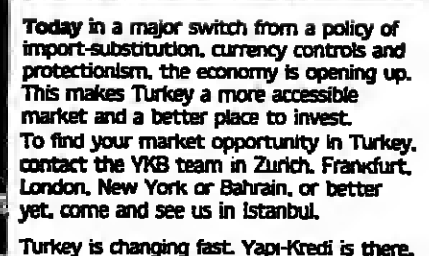 Today in a major switch from a policy of
import-substitution, currency controls and
protectionism, the economy is opening up.
This makes Turkey a more accessible
market and a better place to invest.
To find your market opportunity in Turkey,
contact the YKB team in Zurich, Frankfurt,
London, New York or Bahrain, or better
yet, come and see us in Istanbul.
Turkey is changing fast. Yapı-Kredi is there.